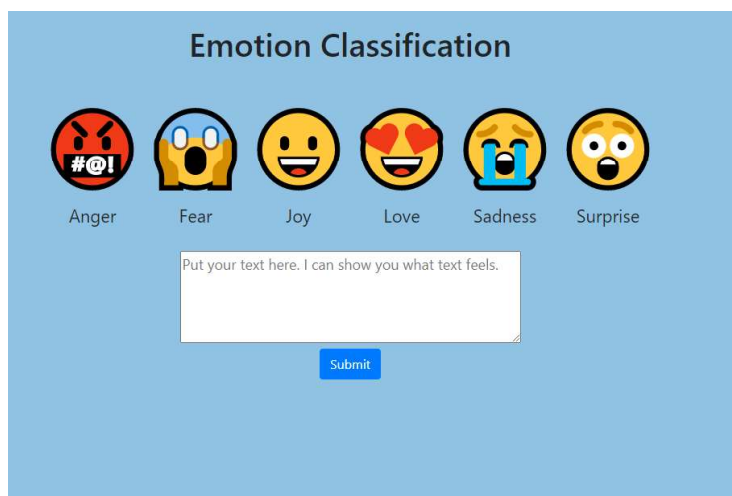 Emotion Classification
#@!
Anger Fear Joy Love Sadness Surprise
Put your text here. I can show you what text feels.
Submit